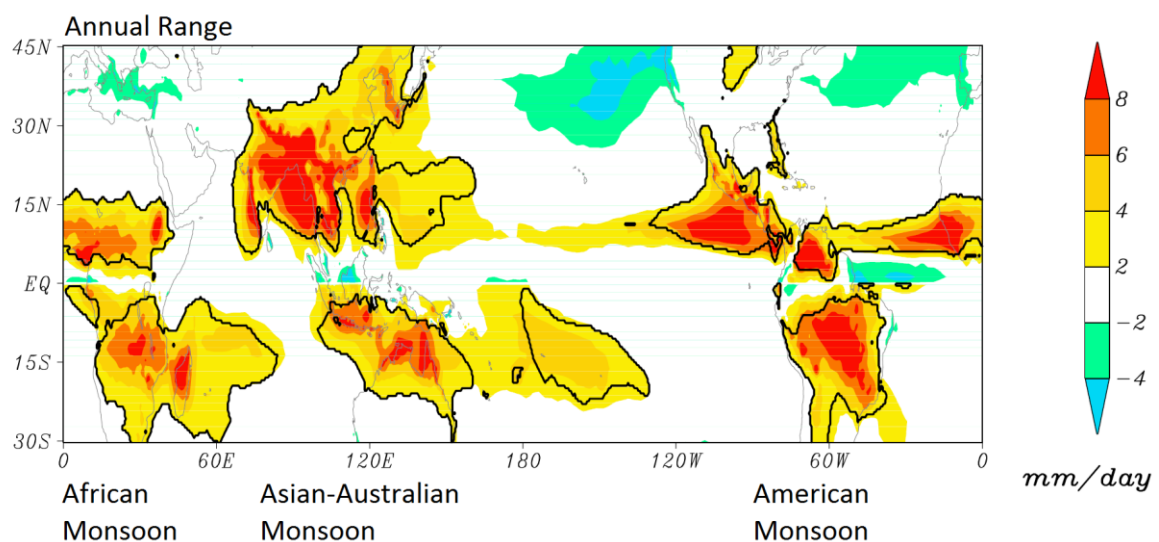 Annual Range
45N
30N
15N
EQ
15S
30S
0 60E 120E 180 120W 60W 0
8
6
4
2
-2
-4
mm/day
African
Monsoon
Asian-Australian
Monsoon
American
Monsoon